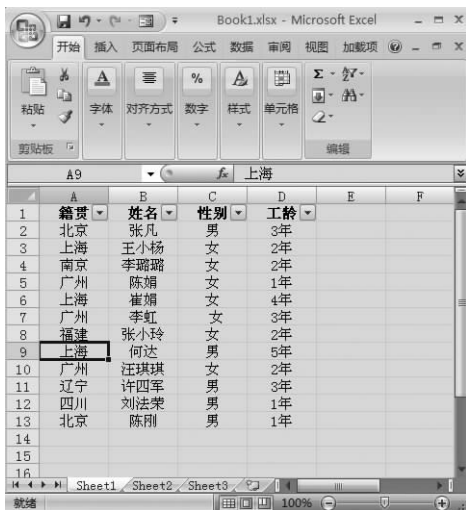 Book1.xlsx - Microsoft Excel
开始 插入 页面布局 公式 数据 审阅 视图 加载项
粘贴 字体 对齐方式 数字 样式 单元格
剪贴板 编辑
A9 fx 上海
A B C D E F
1 籍贯 姓名 性别 工龄
2 北京 张凡 男 3年
3 上海 王小杨 女 2年
4 南京 李璐璐 女 2年
5 广州 陈娟 女 1年
6 上海 崔娟 女 4年
7 广州 李虹 女 3年
8 福建 张小玲 女 2年
9 上海 何达 男 5年
10 广州 汪琪琪 女 2年
11 辽宁 许四军 男 3年
12 四川 刘法荣 男 1年
13 北京 陈刚 男 1年
14
15
16
Sheet1 Sheet2 Sheet3
就绪 100%